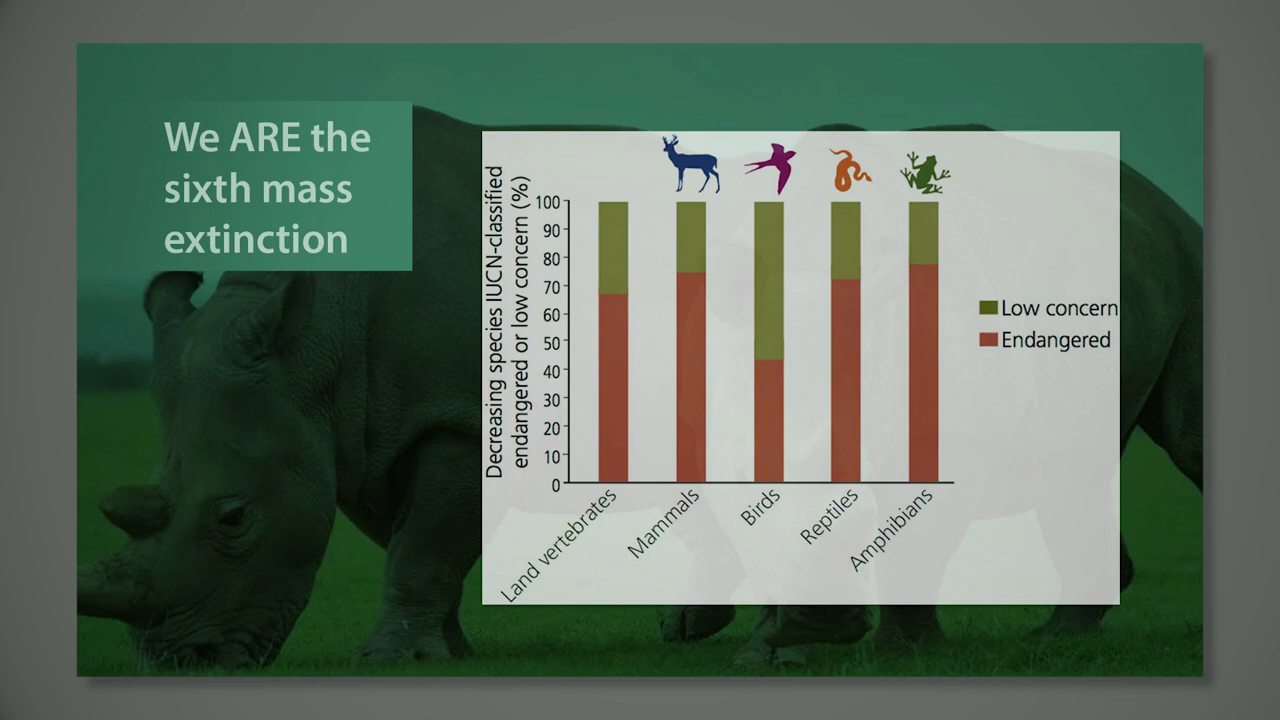 We ARE the
sixth mass
extinction
Decreasing species IUCN-classified
endangered or low concern (%)
100
90
80
70
60
50
40
30
20
10
0
Land vertebrates
Mammals
Birds
Reptiles
Amphibians
Low concern
Endangered